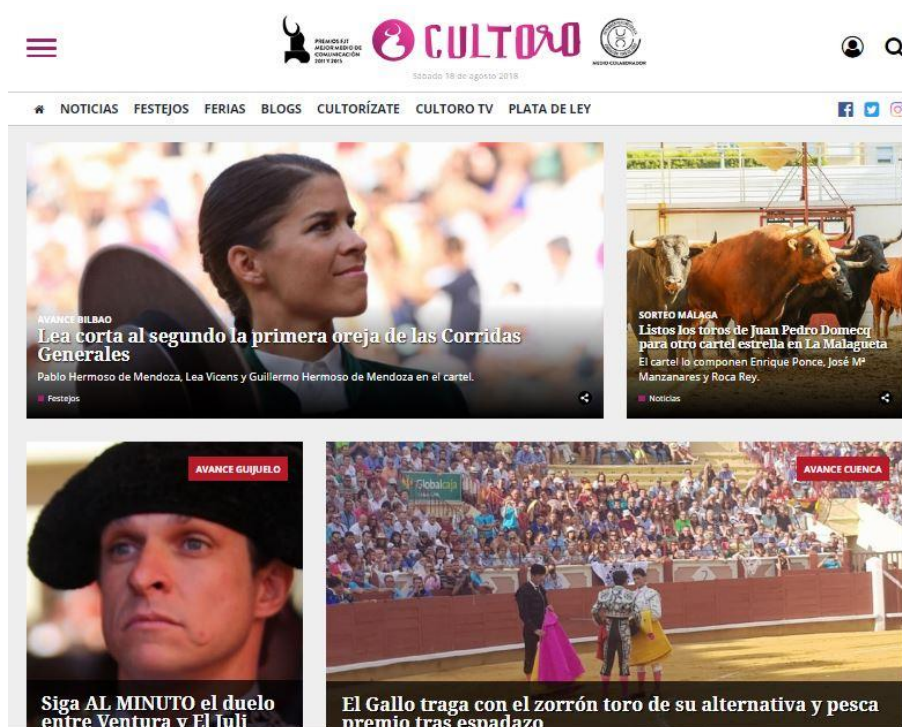 PREMIOS FJT
MEJOR MEDIO DE
COMUNICACIÓN
2011 Y 2015
CULTORO
MEDIO COLABORADOR
Sábado 18 de agosto 2018
NOTICIAS FESTEJOS FERIAS BLOGS CULTORÍZATE CULTORO TV PLATA DE LEY
AVANCE BILBAO
Lea corta al segundo la primera oreja de las Corridas
Generales
Pablo Hermoso de Mendoza, Lea Vicens y Guillermo Hermoso de Mendoza en el cartel.
Festejos
SORTEO MÁLAGA
Listos los toros de Juan Pedro Domecq
para otro cartel estrella en La Malagueta
El cartel lo componen Enrique Ponce, José Mª
Manzanares y Roca Rey.
Noticias
AVANCE GUIJUELO
Siga AL MINUTO el duelo
entre Ventura y El Juli
AVANCE CUENCA
Globalcaja
El Gallo traga con el zorrón toro de su alternativa y pesca
premio tras espadazo